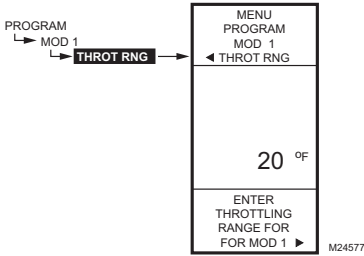 PROGRAM
MOD 1
THROT RNG
MENU
PROGRAM
MOD 1
◄ THROT RNG
20 °F
ENTER
THROTTLING
RANGE FOR
FOR MOD 1 ►
M24577